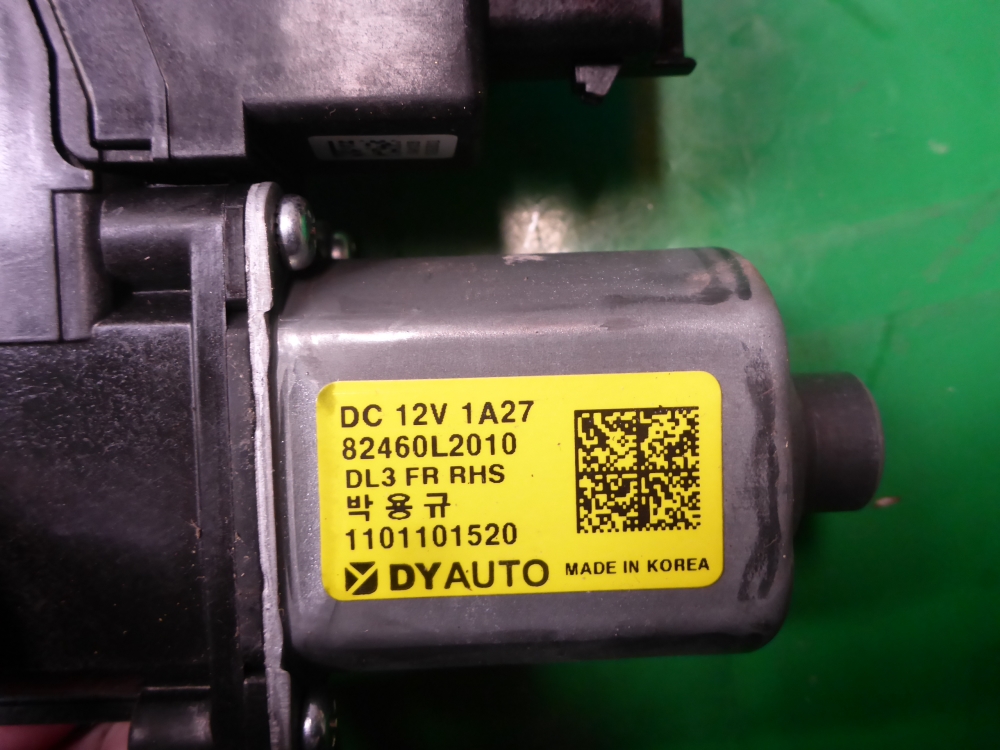 DC 12V 1A27
82460L2010
DL3 FR RHS
박용규
1101101520
DYAUTO MADE IN KOREA